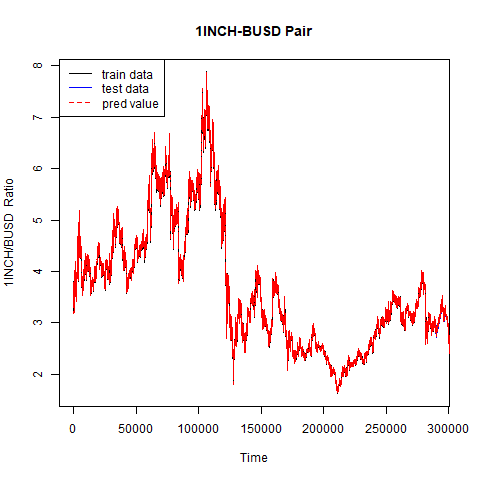 1INCH-BUSD Pair
train data
test data
pred value
8
7
6
5
4
3
2
1INCH/BUSD Ratio
0
50000
100000
150000
200000
250000
300000
Time